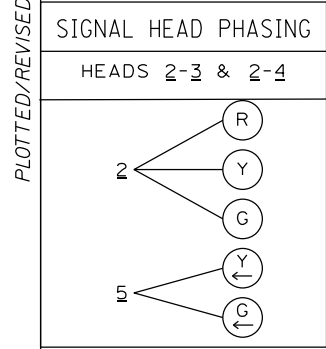 PLOTTED/REVISED
SIGNAL HEAD PHASING
HEADS 2-3 & 2-4
R
2 Y
G
Y
←
5
G
←